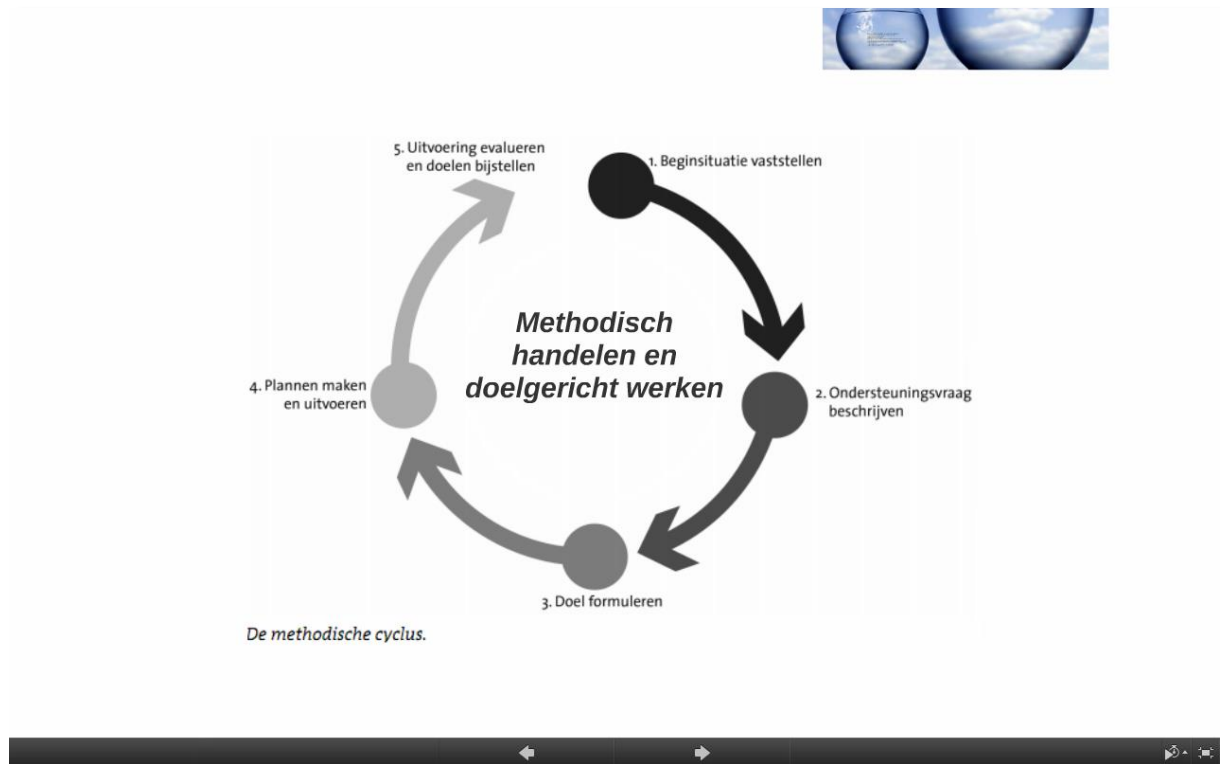 5. Uitvoering evalueren
en doelen bijstellen
1. Beginsituatie vaststellen
Methodisch
handelen en
doelgericht werken
4. Plannen maken
en uitvoeren
2. Ondersteuningsvraag
beschrijven
3. Doel formuleren
De methodische cyclus.